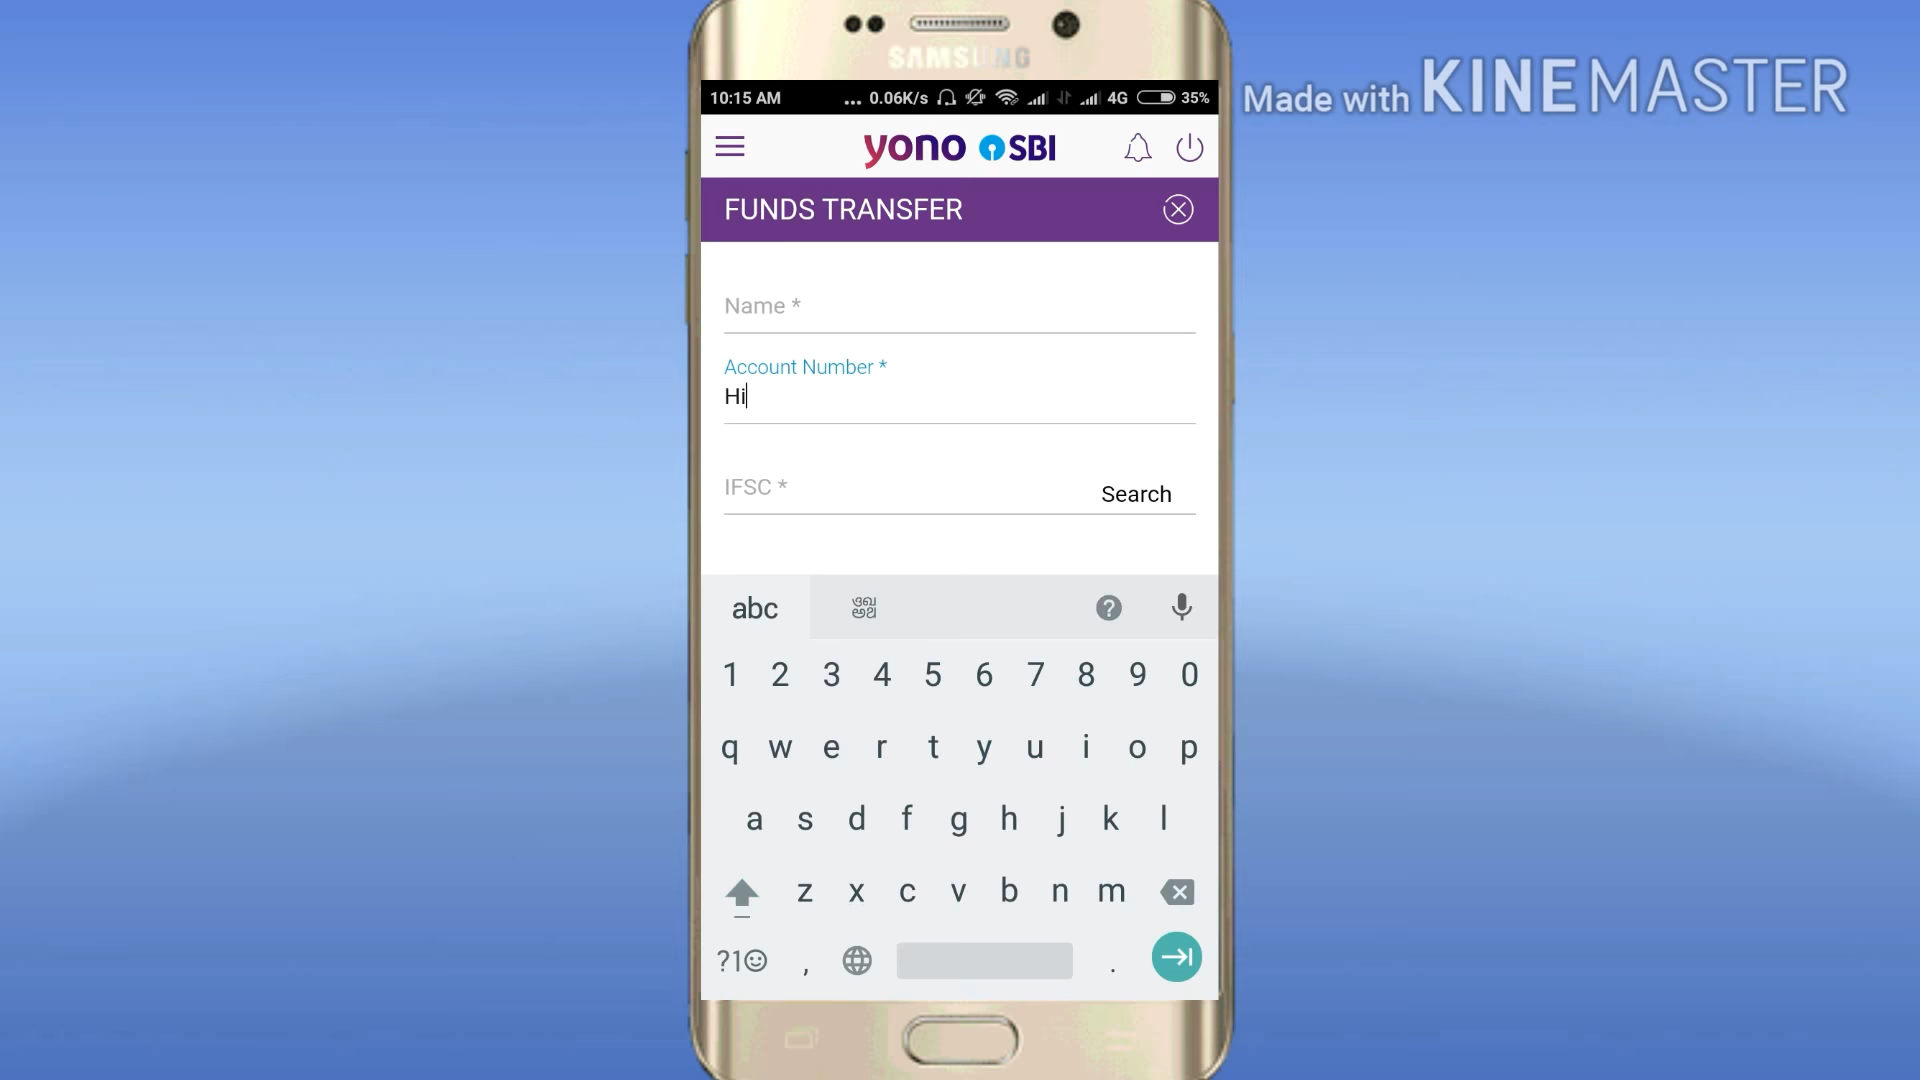 SAMSUNG
10:15 AM ... 0.06K/s 4G 35%
Made with KINEMASTER
yono SBI
FUNDS TRANSFER
Name *
Account Number *
Hi
IFSC *
Search
abc
1 2 3 4 5 6 7 8 9 0
q w e r t y u i o p
a s d f g h j k l
z x c v b n m
?1☺ , .